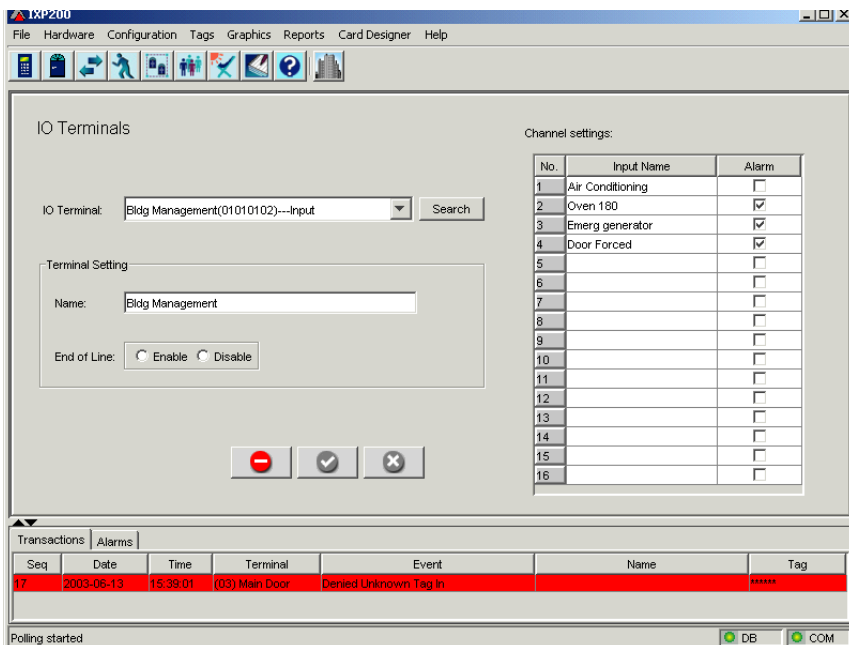 IXP200
File Hardware Configuration Tags Graphics Reports Card Designer Help
IO Terminals
Channel settings:
IO Terminal: Bldg Management(01010102)---Input Search
Terminal Setting
Name: Bldg Management
End of Line: Enable Disable
No. Input Name Alarm
1 Air Conditioning
2 Oven 180
3 Emerg generator
4 Door Forced
5
6
7
8
9
10
11
12
13
14
15
16
Transactions Alarms
Seq Date Time Terminal Event Name Tag
17 2003-06-13 15:39:01 (03) Main Door Denied Unknown Tag In ******
Polling started DB COM